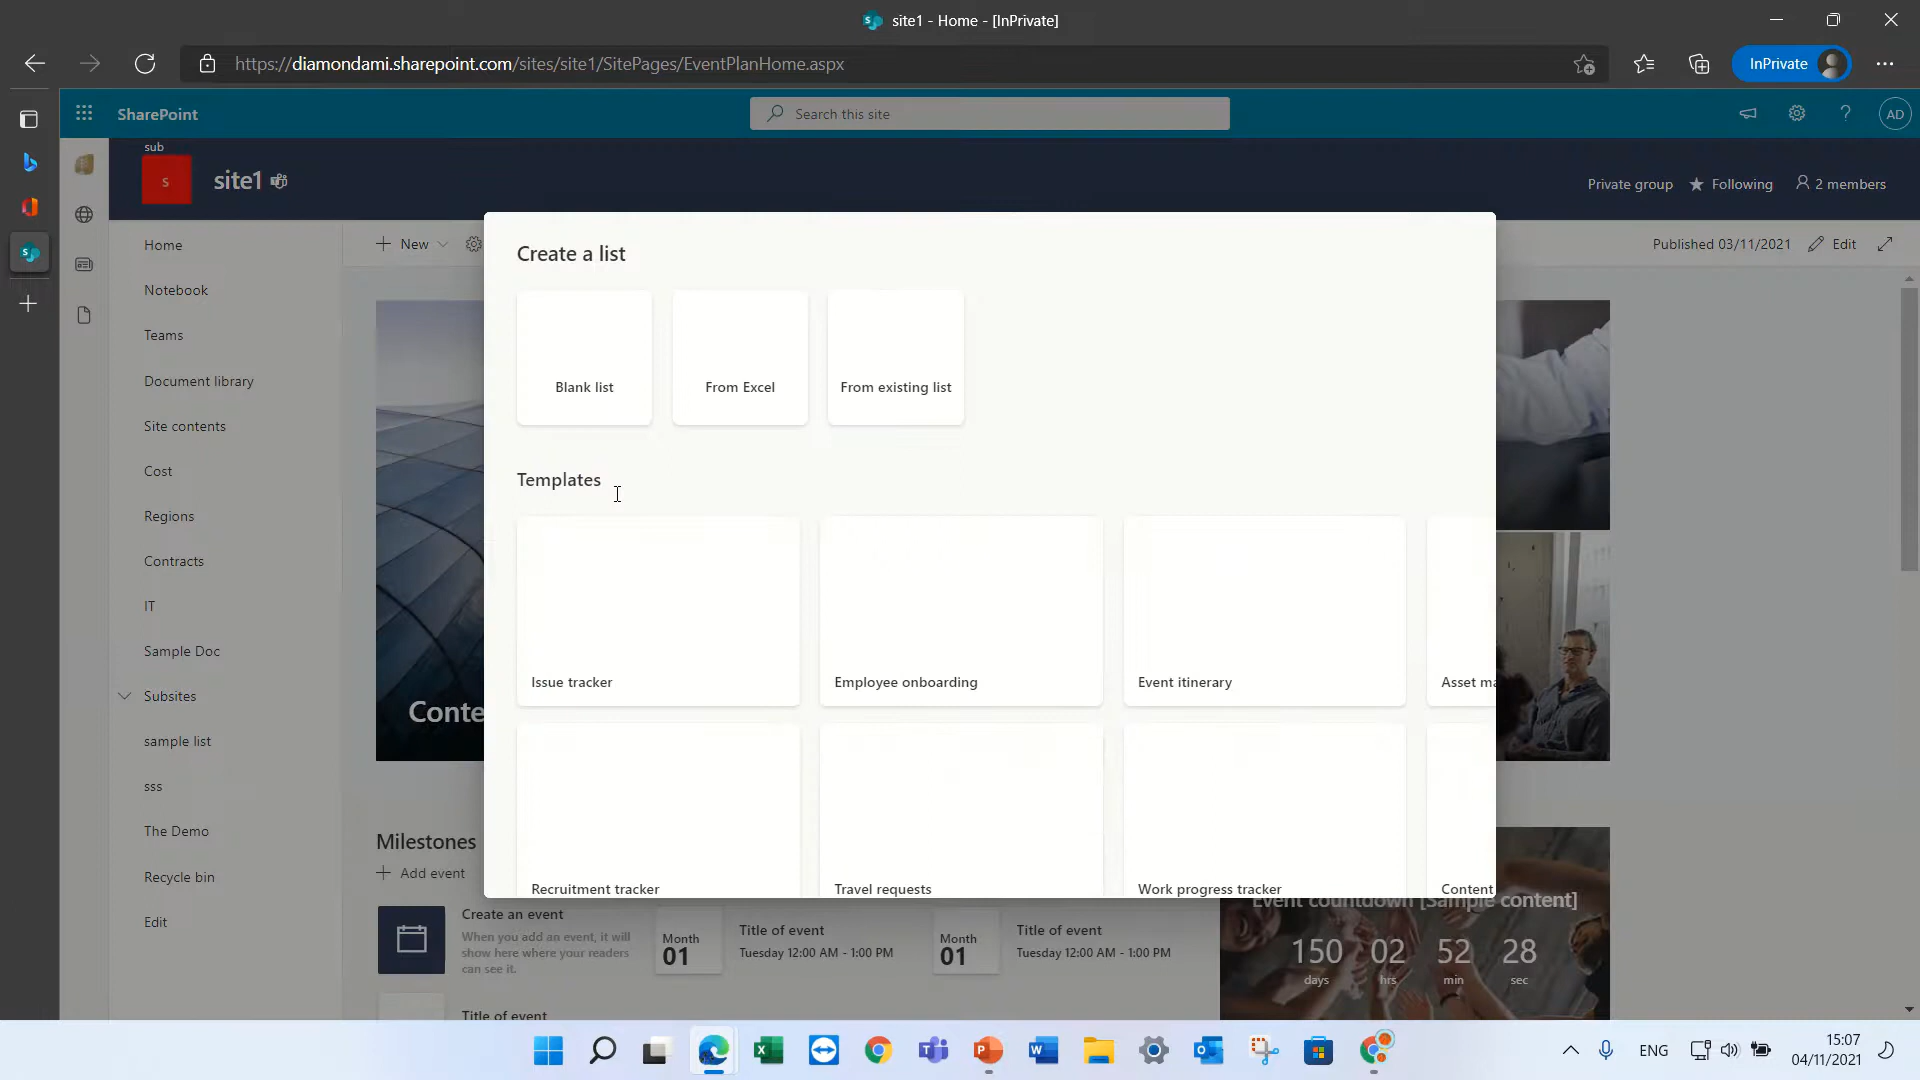 site1 - Home - [InPrivate]
https://diamondami.sharepoint.com/sites/site1/SitePages/EventPlanHome.aspx
InPrivate
SharePoint
Search this site
?
AD
sub
S
site1
Private group
Following
2 members
Home
New
Published 03/11/2021
Edit
Notebook
Teams
Document library
Site contents
Cost
Regions
Contracts
IT
Sample Doc
Subsites
sample list
sss
The Demo
Recycle bin
Edit
Create a list
Blank list
From Excel
From existing list
Templates
Issue tracker
Employee onboarding
Event itinerary
Asset ma
Recruitment tracker
Travel requests
Work progress tracker
Content
Conte
Milestones
Add event
Create an event
When you add an event, it will
show here where your readers
can see it.
Month
01
Title of event
Tuesday 12:00 AM - 1:00 PM
Month
01
Title of event
Tuesday 12:00 AM - 1:00 PM
Title of event
Event countdown [Sample content]
150
02
52
28
days
hrs
min
sec
ENG
15:07
04/11/2021